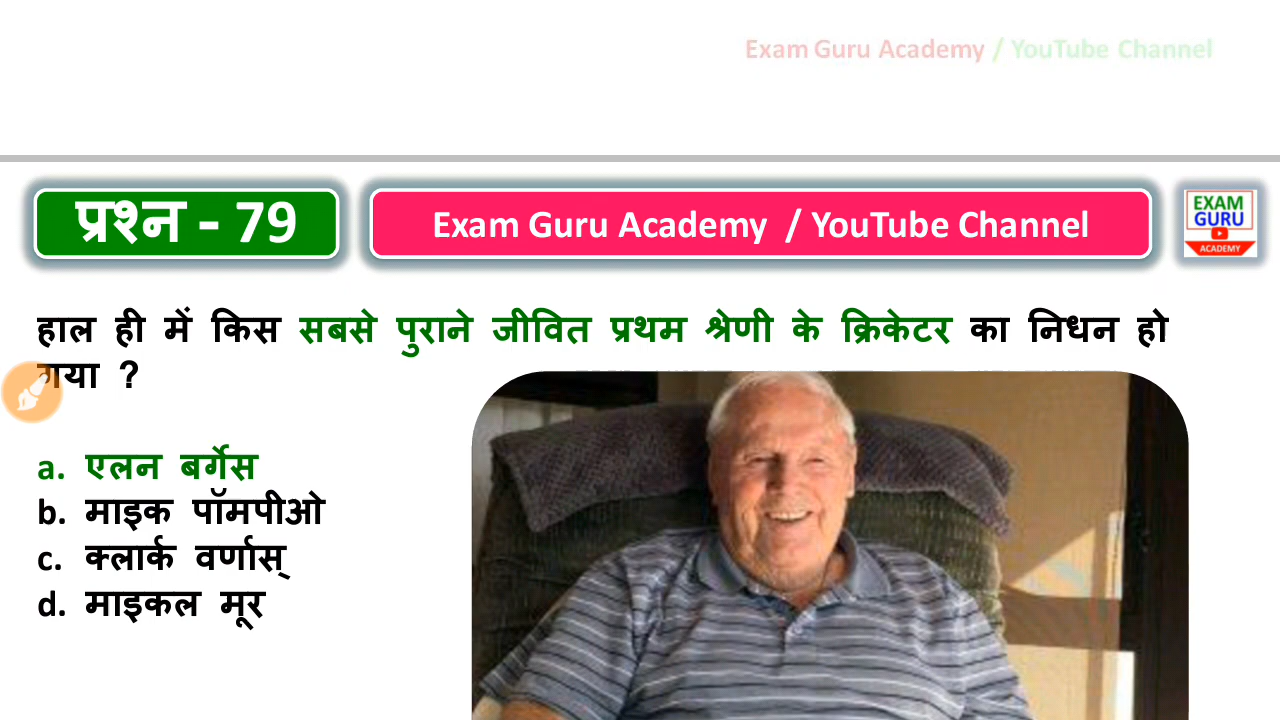 Exam Guru Academy / YouTube Channel
प्रश्न - 79
Exam Guru Academy / YouTube Channel
EXAM
GURU
ACADEMY
हाल ही में किस सबसे पुराने जीवित प्रथम श्रेणी के क्रिकेटर का निधन हो
गया ?
a. एलन बर्गेस
b. माइक पॉमपीओ
c. क्लार्क वर्णास्
d. माइकल मूर